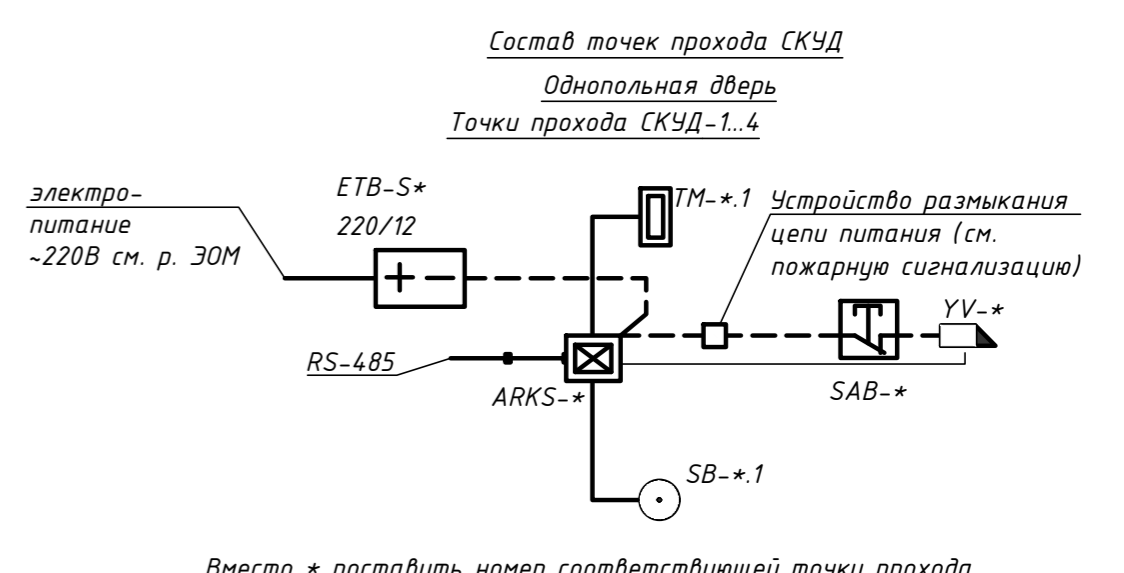 Состав точек прохода СКУД
Однопольная дверь
Точки прохода СКУД-1...4
электро-
питание
~220В см. р. ЭОМ
ETB-S*
220/12
TM-*.1
Устройство размыкания
цепи питания (см.
пожарную сигнализацию)
YV-*
RS-485
ARKS-*
SAB-*
SB-*.1
Вместо * поставить номер соответствующей точки прохода